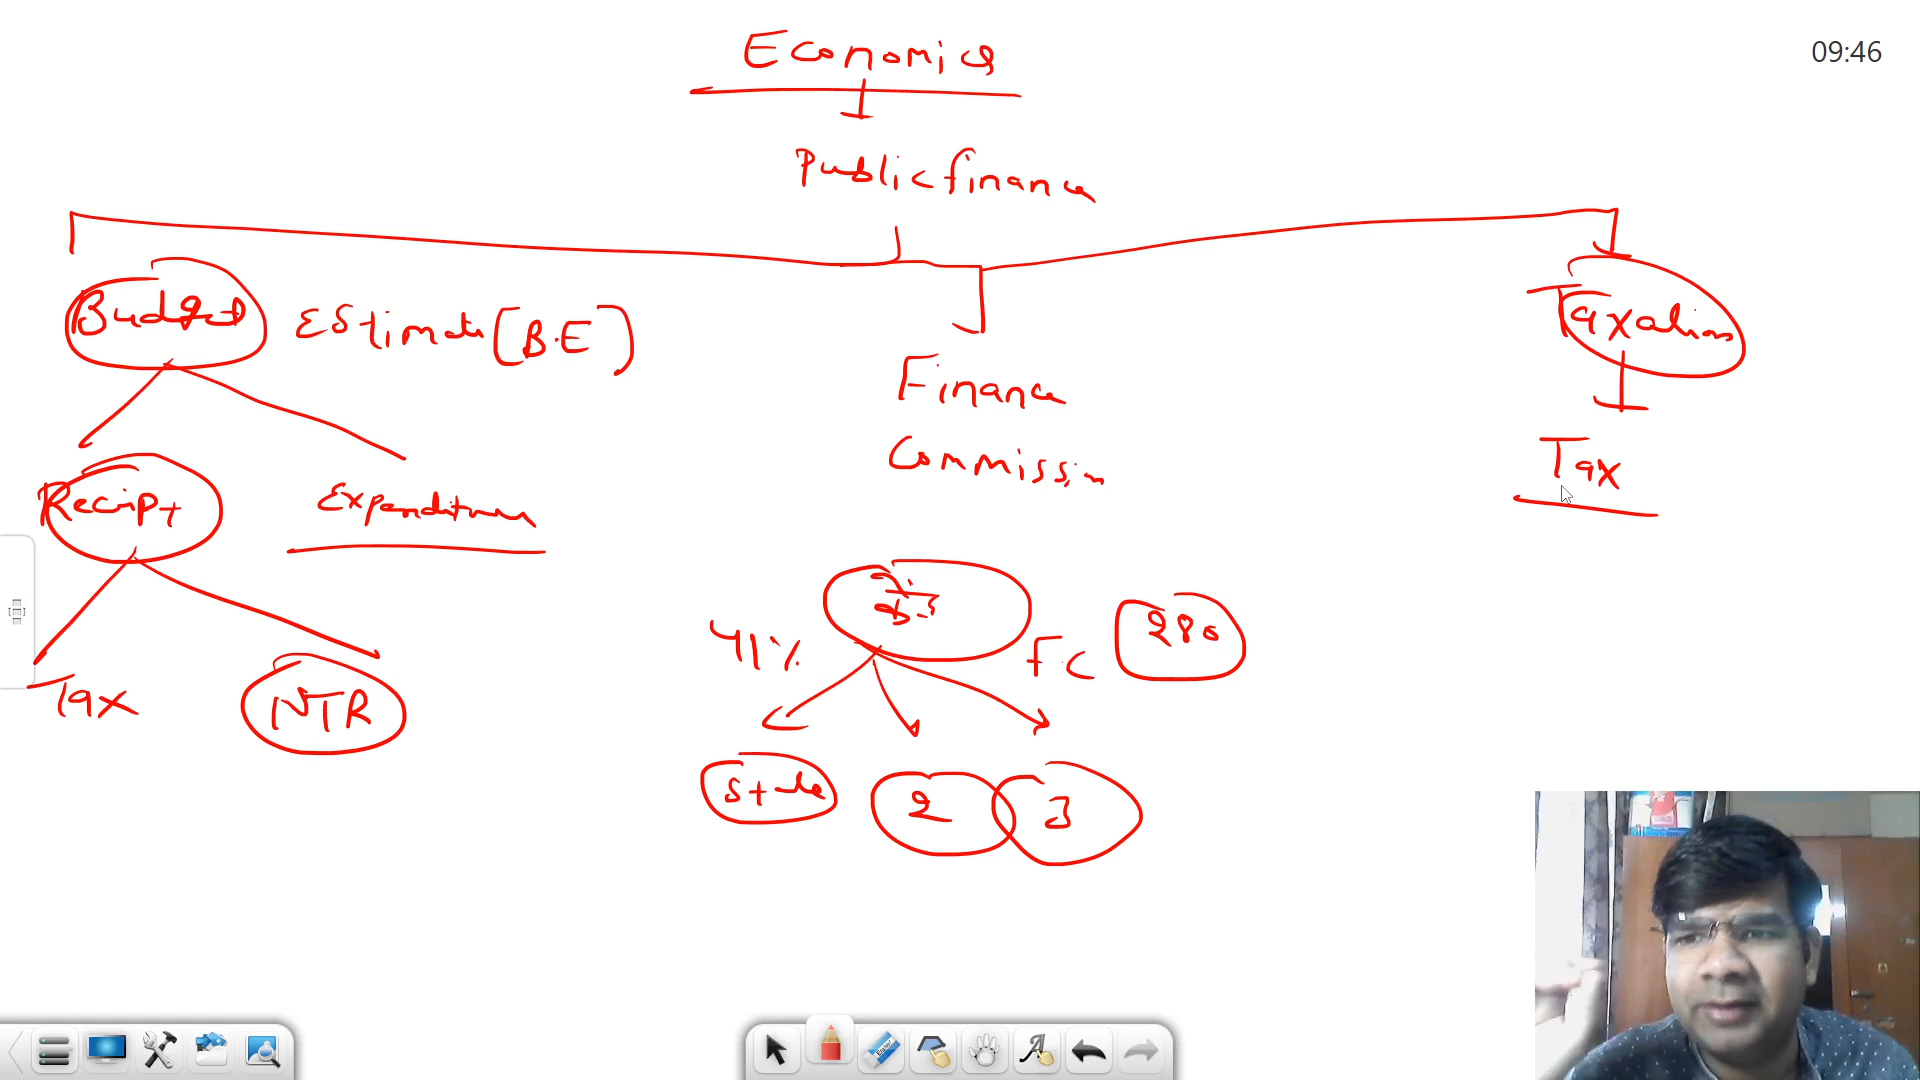 Economics
09:46
Public finance
Budget
Estimate [B.E]
Finance
Commission
Taxation
Tax
Receipt
Expenditure
41%
FC
280
Tax
NTR
State
2
3